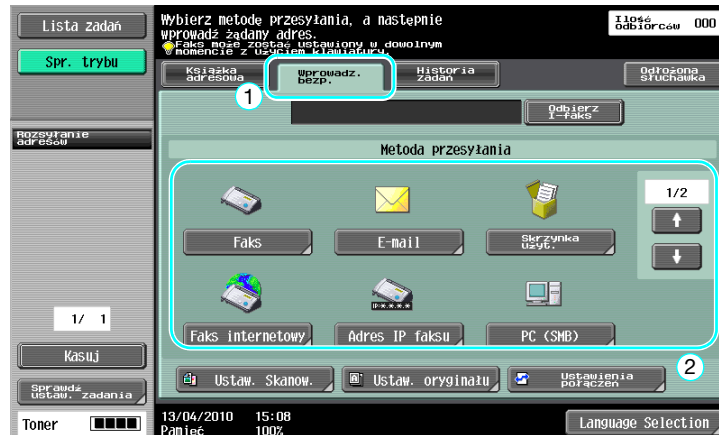 Lista zadań
Spr. trybu
Wybierz metodę przesyłania, a następnie
wprowadź żądany adres.
Faks może zostać ustawiony w dowolnym
momencie z użyciem klawiatury.
Ilość
odbiorców 000
Książka
adresowa
Wprowadz.
bezp.
Historia
zadań
Odłożona
słuchawka
1
Odbierz
I-faks
Rozsyłanie
adresów
Metoda przesyłania
Faks
E-mail
Skrzynka
użyt.
1/2
Faks internetowy
IP:*.*.*.*
Adres IP faksu
PC (SMB)
1/ 1
Kasuj
2
Sprawdź
ustaw. zadania
Ustaw. Skanow.
Ustaw. oryginału
Ustawienia
połączeń
Toner
13/04/2010 15:08
Pamięć 100%
Language Selection